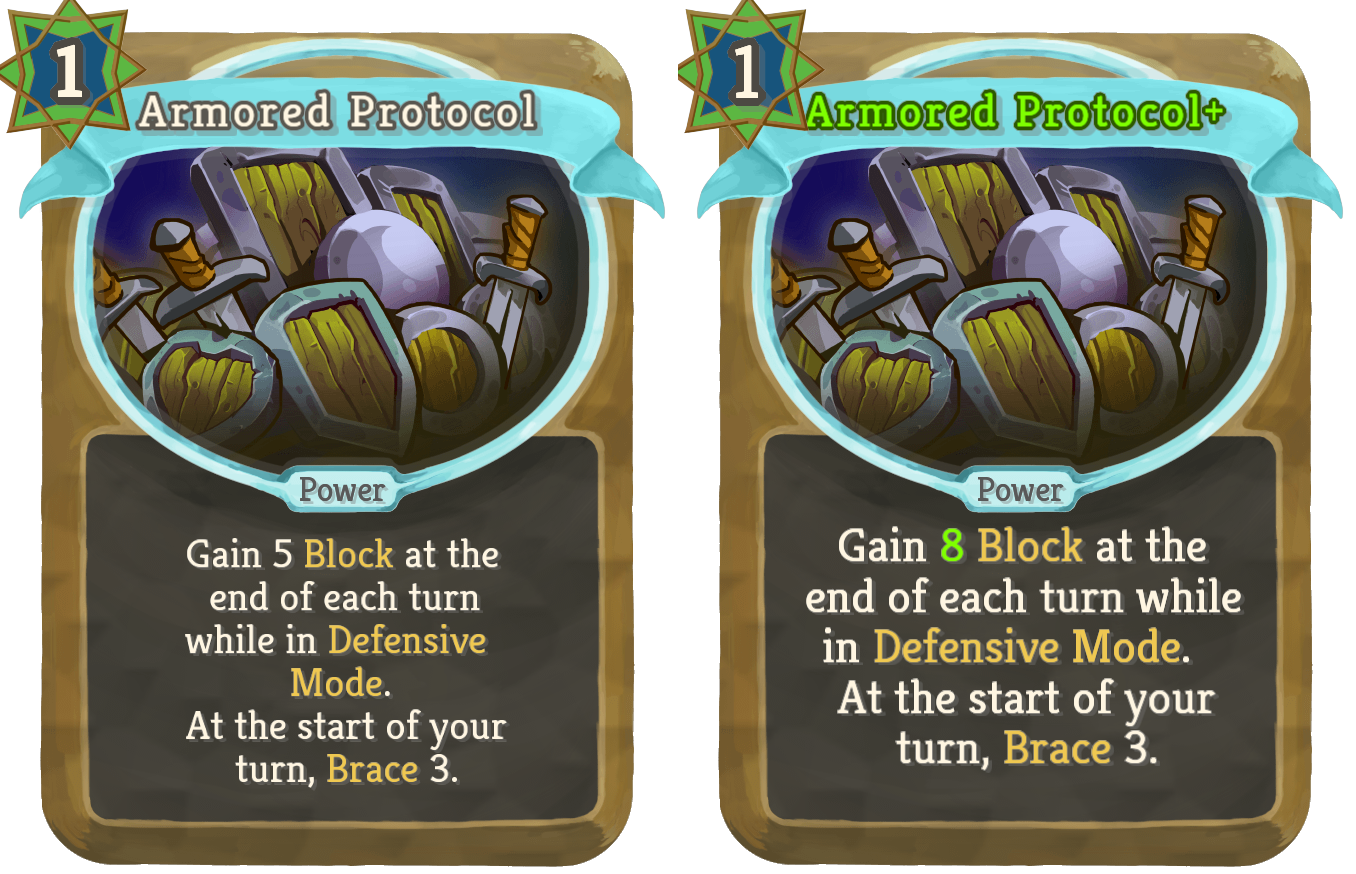 1
Armored Protocol
Power
Gain 5 Block at the
end of each turn
while in Defensive
Mode.
At the start of your
turn, Brace 3.
1
Armored Protocol+
Power
Gain 8 Block at the
end of each turn while
in Defensive Mode.
At the start of your
turn, Brace 3.